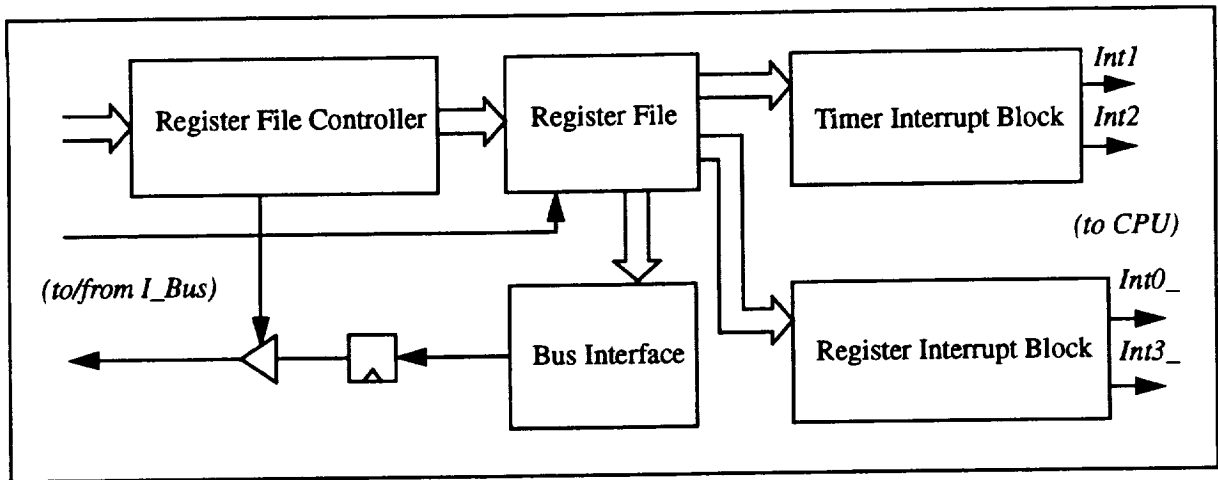 Register File Controller
Register File
Timer Interrupt Block
Int1
Int2
(to CPU)
(to/from I_Bus)
Bus Interface
Register Interrupt Block
Int0_
Int3_